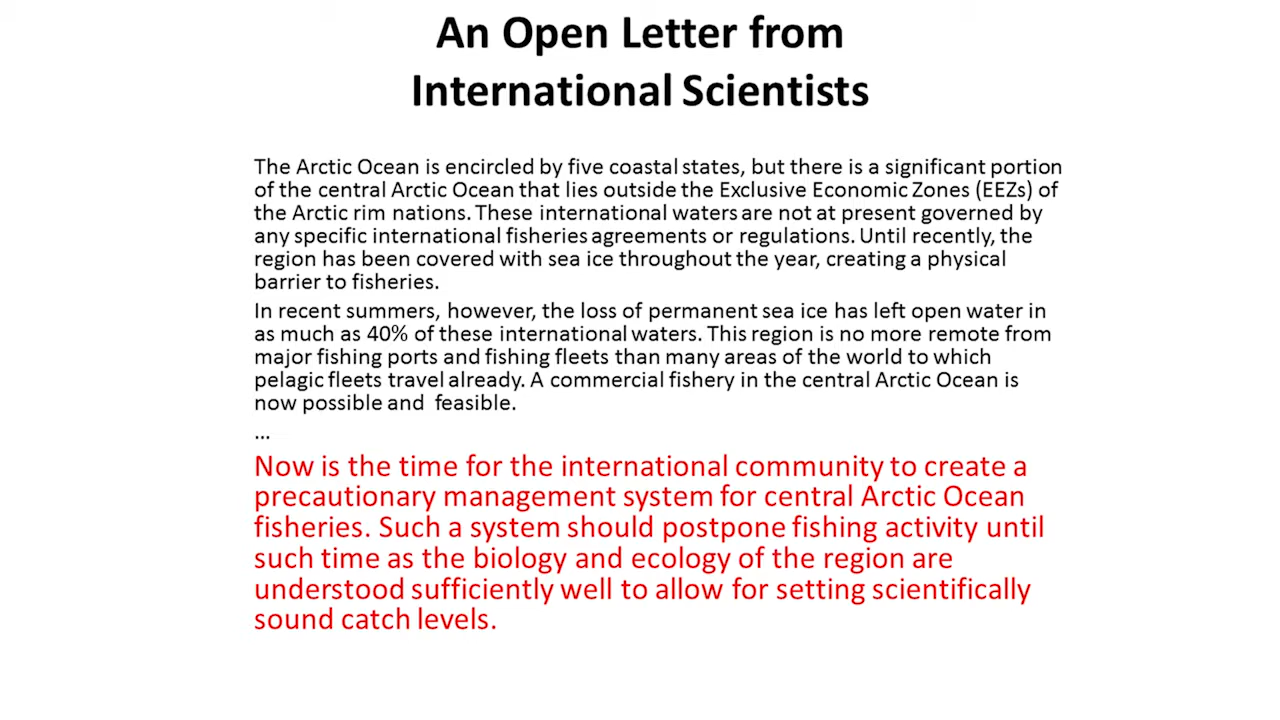 An Open Letter from
International Scientists
The Arctic Ocean is encircled by five coastal states, but there is a significant portion
of the central Arctic Ocean that lies outside the Exclusive Economic Zones (EEZs) of
the Arctic rim nations. These international waters are not at present governed by
any specific international fisheries agreements or regulations. Until recently, the
region has been covered with sea ice throughout the year, creating a physical
barrier to fisheries.
In recent summers, however, the loss of permanent sea ice has left open water in
as much as 40% of these international waters. This region is no more remote from
major fishing ports and fishing fleets than many areas of the world to which
pelagic fleets travel already. A commercial fishery in the central Arctic Ocean is
now possible and feasible.
...
Now is the time for the international community to create a
precautionary management system for central Arctic Ocean
fisheries. Such a system should postpone fishing activity until
such time as the biology and ecology of the region are
understood sufficiently well to allow for setting scientifically
sound catch levels.